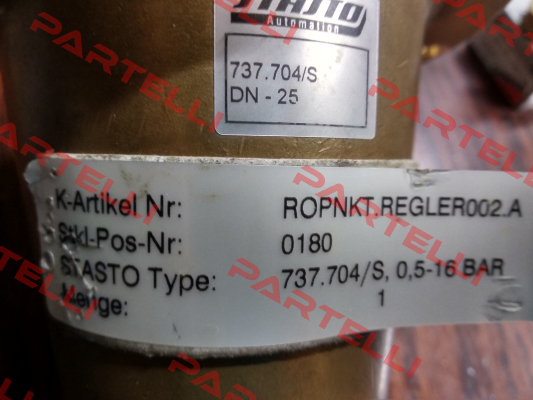 STASTO
Automation
737.704/S
DN - 25
K-Artikel Nr: ROPNKT.REGLER002.A
Stkl-Pos-Nr: 0180
STASTO Type: 737.704/S, 0,5-16 BAR
Menge: 1
PARTELLI
PARTELLI
PARTELLI
PARTELLI
PARTELLI